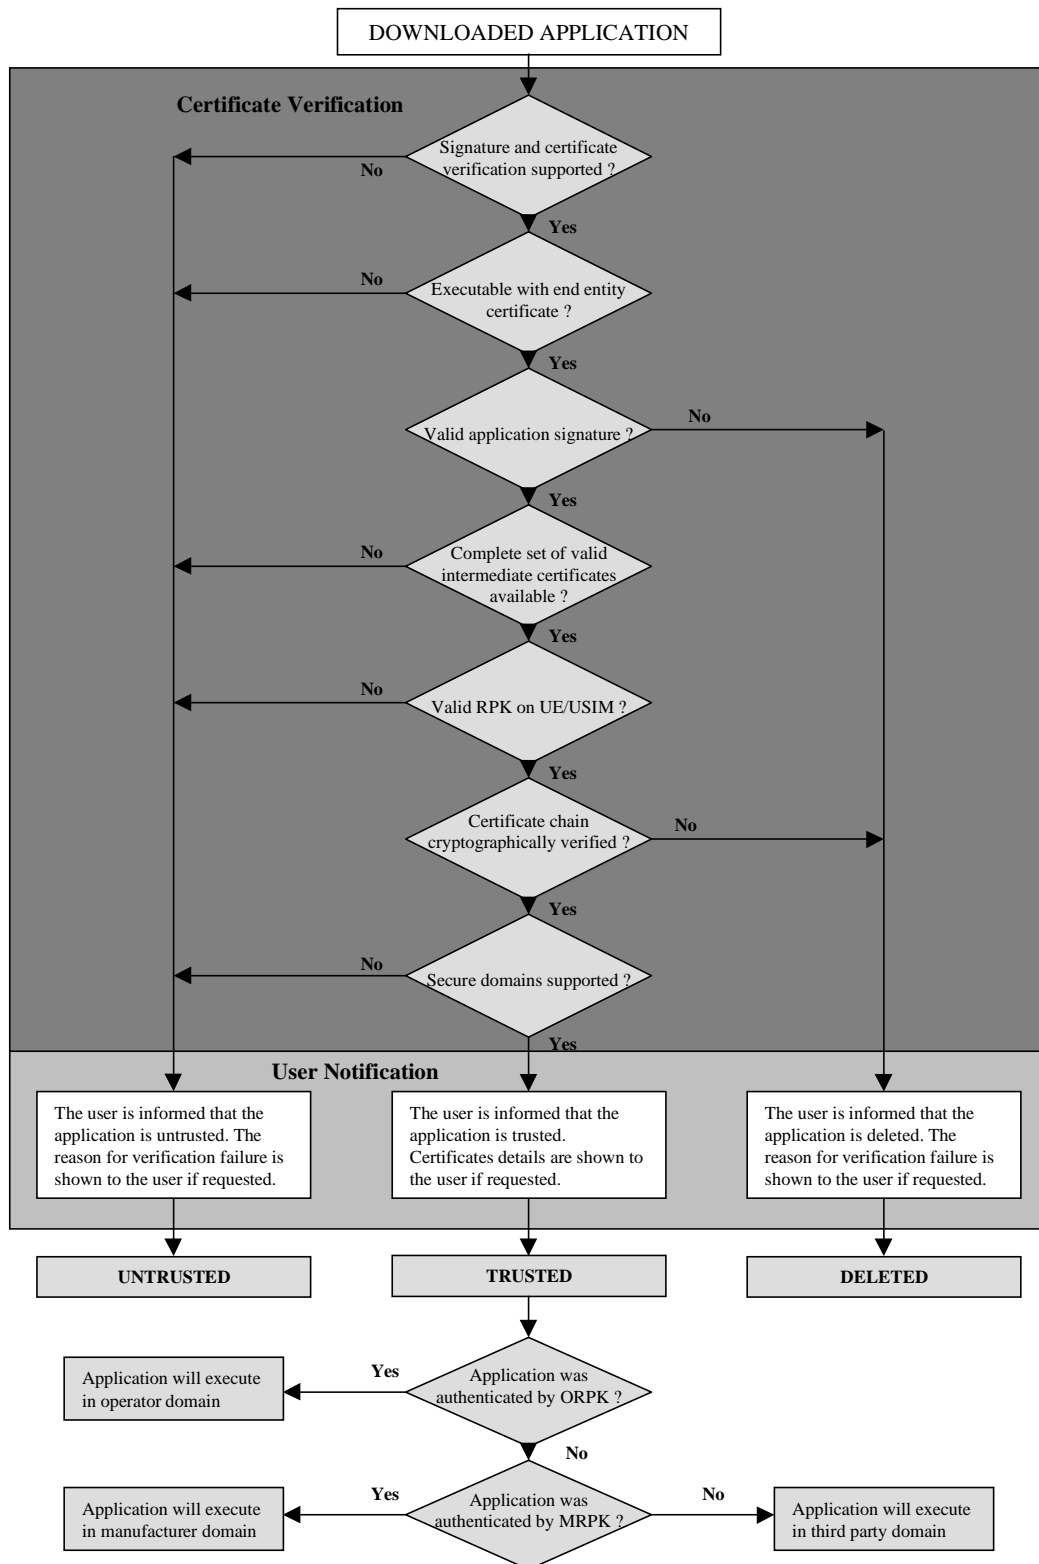 DOWNLOADED APPLICATION
Certificate Verification
Signature and certificate
verification supported ?
No
Yes
Executable with end entity
certificate ?
No
Yes
Valid application signature ?
No
Yes
Complete set of valid
intermediate certificates
available ?
No
Yes
Valid RPK on UE/USIM ?
No
Yes
Certificate chain
cryptographically verified ?
No
Yes
Secure domains supported ?
No
Yes
User Notification
The user is informed that the
application is untrusted. The
reason for verification failure is
shown to the user if requested.
The user is informed that the
application is trusted.
Certificates details are shown to
the user if requested.
The user is informed that the
application is deleted. The
reason for verification failure is
shown to the user if requested.
UNTRUSTED
TRUSTED
DELETED
Application was
authenticated by ORPK ?
Yes
Application will execute
in operator domain
No
Application was
authenticated by MRPK ?
Yes
Application will execute
in manufacturer domain
No
Application will execute
in third party domain